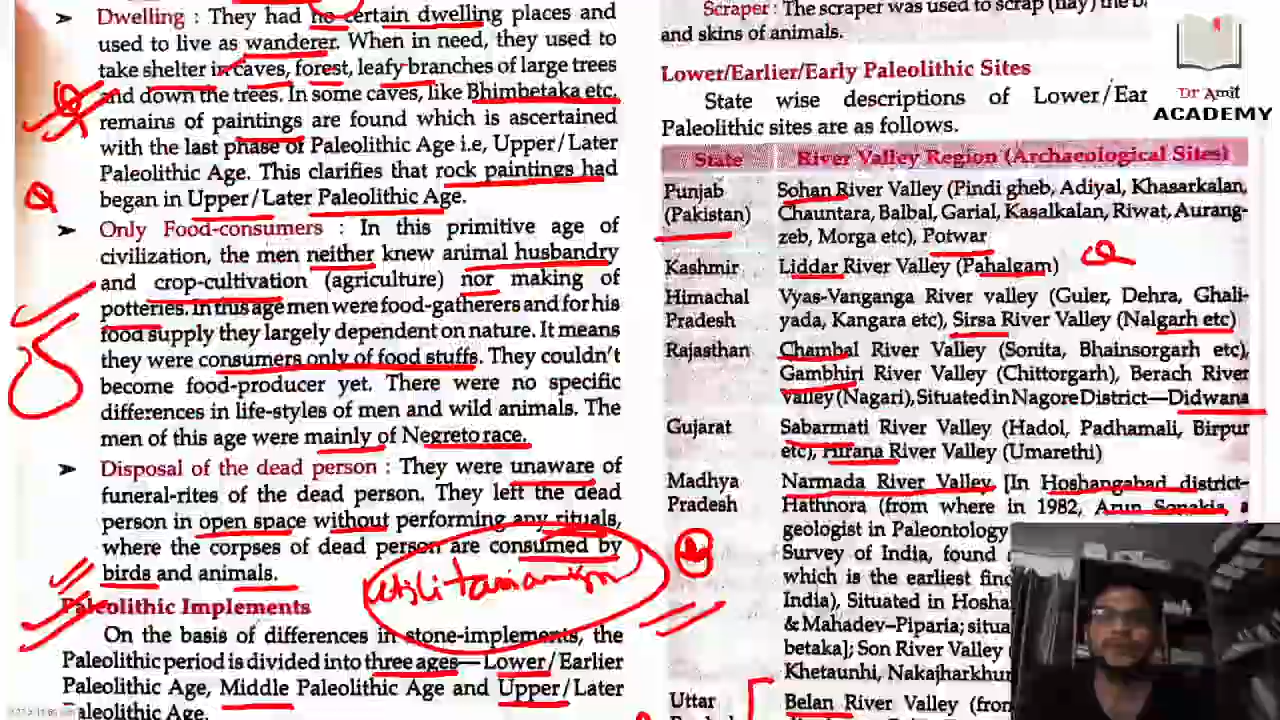 Dwelling : They had no certain dwelling places and
used to live as wanderer. When in need, they used to
take shelter in caves, forest, leafy branches of large trees
and down the trees. In some caves, like Bhimbetaka etc.
remains of paintings are found which is ascertained
with the last phase of Paleolithic Age i.e, Upper/Later
Paleolithic Age. This clarifies that rock paintings had
began in Upper/Later Paleolithic Age.
Only Food-consumers : In this primitive age of
civilization, the men neither knew animal husbandry
and crop-cultivation (agriculture) nor making of
potteries. In thus age men were food-gatherers and for his
food supply they largely dependent on nature. It means
they were consumers only of food stuffs. They couldn't
become food-producer yet. There were no specific
differences in life-styles of men and wild animals. The
men of this age were mainly of Negreto race.
Disposal of the dead person : They were unaware of
funeral-rites of the dead person. They left the dead
person in open space without performing any rituals,
where the corpses of dead person are consumed by
birds and animals.
utilitarianism
Paleolithic Implements
On the basis of differences in stone-implements, the
Paleolithic period is divided into three ages—Lower/Earlier
Paleolithic Age, Middle Paleolithic Age and Upper/Later
Paleolithic Age.
Scraper : The scraper was used to scrap (flay) the
and skins of animals.
Lower/Earlier/Early Paleolithic Sites
State wise descriptions of Lower/Ear
Paleolithic sites are as follows.
State River Valley Region (Archaeological Sites)
Punjab Sohan River Valley (Pindi gheb, Adiyal, Khasarkalan,
(Pakistan) Chauntara, Balbal, Garial, Kasalkalan, Riwat, Aurang-
zeb, Morga etc), Potwar
Kashmir Liddar River Valley (Pahalgam)
Himachal Vyas-Vanganga River valley (Guler, Dehra, Ghali-
Pradesh yada, Kangara etc), Sirsa River Valley (Nalgarh etc)
Rajasthan Chambal River Valley (Sonita, Bhainsorgarh etc),
Gambhiri River Valley (Chittorgarh), Berach River
Valley (Nagari), Situated in Nagore District—Didwana
Gujarat Sabarmati River Valley (Hadol, Padhamali, Birpur
etc), Hirana River Valley (Umarethi)
Madhya Narmada River Valley [In Hoshangabad district–
Pradesh Hathnora (from where in 1982, Arun Sonakia, a
geologist in Paleontology
Survey of India, found
which is the earliest find
India), Situated in Hosha
& Mahadev–Piparia; situa
betaka]; Son River Valley (
Khetaunhi, Nakajharkhur
Uttar Belan River Valley (from
Dr Amit
ACADEMY